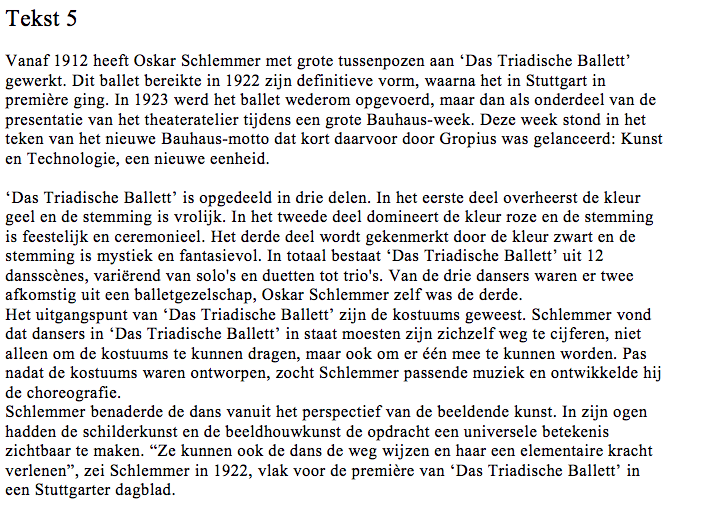 Tekst 5
Vanaf 1912 heeft Oskar Schlemmer met grote tussenpozen aan ‘Das Triadische Ballett’
gewerkt. Dit ballet bereikte in 1922 zijn definitieve vorm, waarna het in Stuttgart in
première ging. In 1923 werd het ballet wederom opgevoerd, maar dan als onderdeel van de
presentatie van het theateratelier tijdens een grote Bauhaus-week. Deze week stond in het
teken van het nieuwe Bauhaus-motto dat kort daarvoor door Gropius was gelanceerd: Kunst
en Technologie, een nieuwe eenheid.
‘Das Triadische Ballett’ is opgedeeld in drie delen. In het eerste deel overheerst de kleur
geel en de stemming is vrolijk. In het tweede deel domineert de kleur roze en de stemming
is feestelijk en ceremonieel. Het derde deel wordt gekenmerkt door de kleur zwart en de
stemming is mystiek en fantasievol. In totaal bestaat ‘Das Triadische Ballett’ uit 12
dansscènes, variërend van solo's en duetten tot trio's. Van de drie dansers waren er twee
afkomstig uit een balletgezelschap, Oskar Schlemmer zelf was de derde.
Het uitgangspunt van ‘Das Triadische Ballett’ zijn de kostuums geweest. Schlemmer vond
dat dansers in ‘Das Triadische Ballett’ in staat moesten zijn zichzelf weg te cijferen, niet
alleen om de kostuums te kunnen dragen, maar ook om er één mee te kunnen worden. Pas
nadat de kostuums waren ontworpen, zocht Schlemmer passende muziek en ontwikkelde hij
de choreografie.
Schlemmer benaderde de dans vanuit het perspectief van de beeldende kunst. In zijn ogen
hadden de schilderkunst en de beeldhouwkunst de opdracht een universele betekenis
zichtbaar te maken. “Ze kunnen ook de dans de weg wijzen en haar een elementaire kracht
verlenen”, zei Schlemmer in 1922, vlak voor de première van ‘Das Triadische Ballett’ in
een Stuttgarter dagblad.